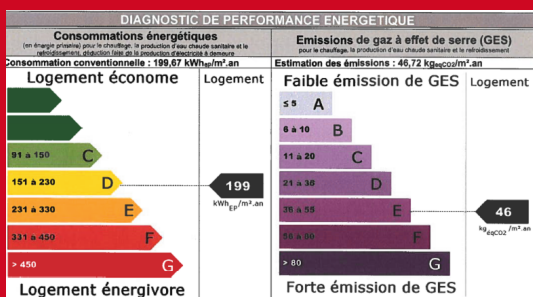 DIAGNOSTIC DE PERFORMANCE ENERGETIQUE
Consommations énergétiques
(en énergie primaire) pour le chauffage, la production d'eau chaude sanitaire et le
refroidissement, déduction faite de la production d'électricité à demeure
Consommation conventionnelle : 199,67 kWhEP/m².an
Logement économe
Logement
91 à 150 C
151 à 230 D
199
kWhEP/m².an
231 à 330 E
331 à 450 F
> 450 G
Logement énergivore
Emissions de gaz à effet de serre (GES)
pour le chauffage, la production d'eau chaude sanitaire et le refroidissement
Estimation des émissions : 46,72 kgeqCO2/m².an
Faible émission de GES
Logement
≤ 5 A
6 à 10 B
11 à 20 C
21 à 35 D
36 à 55 E
46
kgéqCO2/m².an
56 à 80 F
> 80 G
Forte émission de GES